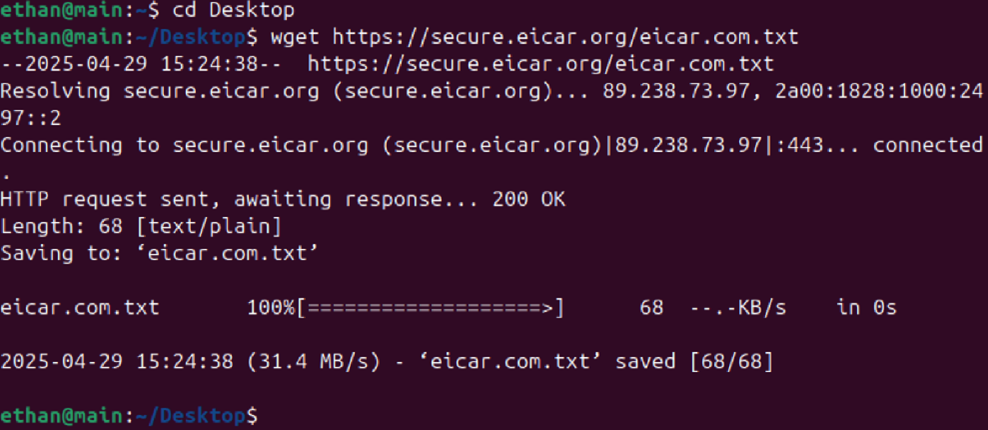 ethan@main:~$ cd Desktop
ethan@main:~/Desktop$ wget https://secure.eicar.org/eicar.com.txt
--2025-04-29 15:24:38--  https://secure.eicar.org/eicar.com.txt
Resolving secure.eicar.org (secure.eicar.org)... 89.238.73.97, 2a00:1828:1000:24
97::2
Connecting to secure.eicar.org (secure.eicar.org)|89.238.73.97|:443... connected
.
HTTP request sent, awaiting response... 200 OK
Length: 68 [text/plain]
Saving to: ‘eicar.com.txt’
eicar.com.txt       100%[===================>]      68  --.-KB/s    in 0s
2025-04-29 15:24:38 (31.4 MB/s) - ‘eicar.com.txt’ saved [68/68]
ethan@main:~/Desktop$